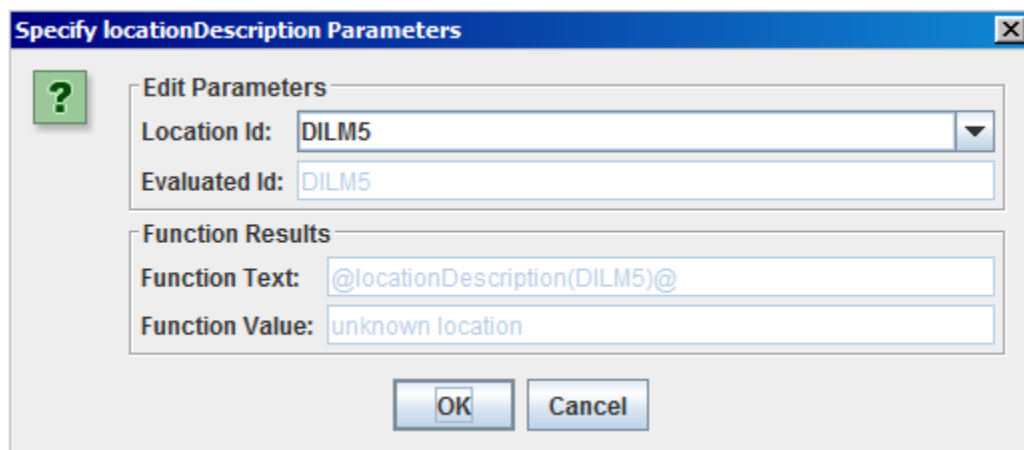 Specify locationDescription Parameters
?
Edit Parameters
Location Id: DILM5
Evaluated Id: DILM5
Function Results
Function Text: @locationDescription(DILM5)@
Function Value: unknown location
OK Cancel